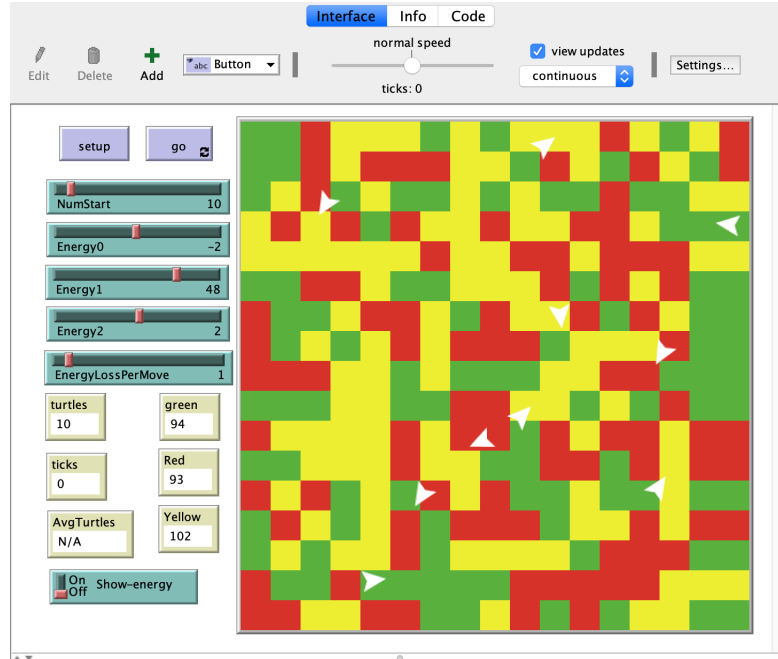 Interface Info Code
normal speed
view updates
Edit Delete Add abc Button
continuous
Settings...
ticks: 0
setup go
NumStart 10
Energy0 -2
Energy1 48
Energy2 2
EnergyLossPerMove 1
turtles green
10 94
ticks Red
0 93
AvgTurtles Yellow
N/A 102
On
Off Show-energy